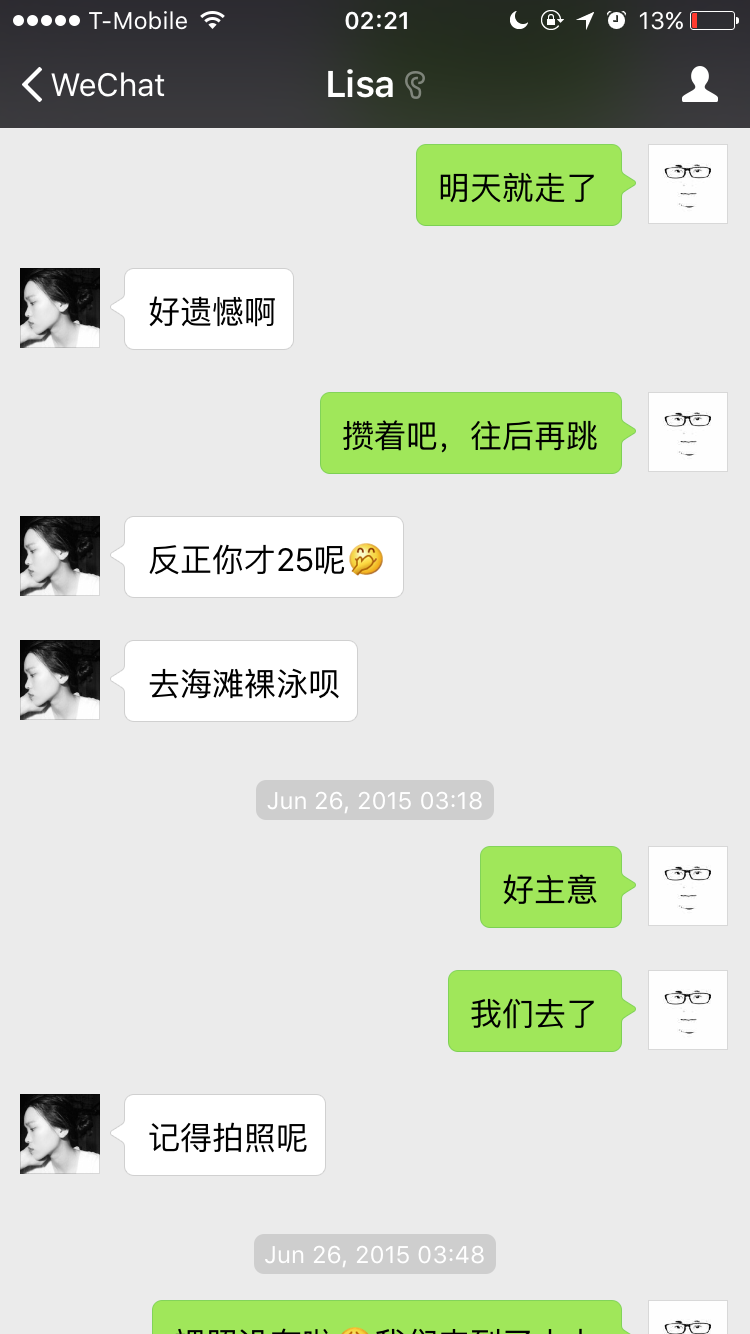 T-Mobile 02:21 13%
WeChat Lisa
明天就走了
好遗憾啊
攒着吧，往后再跳
反正你才25呢🤭
去海滩裸泳呗
Jun 26, 2015 03:18
好主意
我们去了
记得拍照呢
Jun 26, 2015 03:48